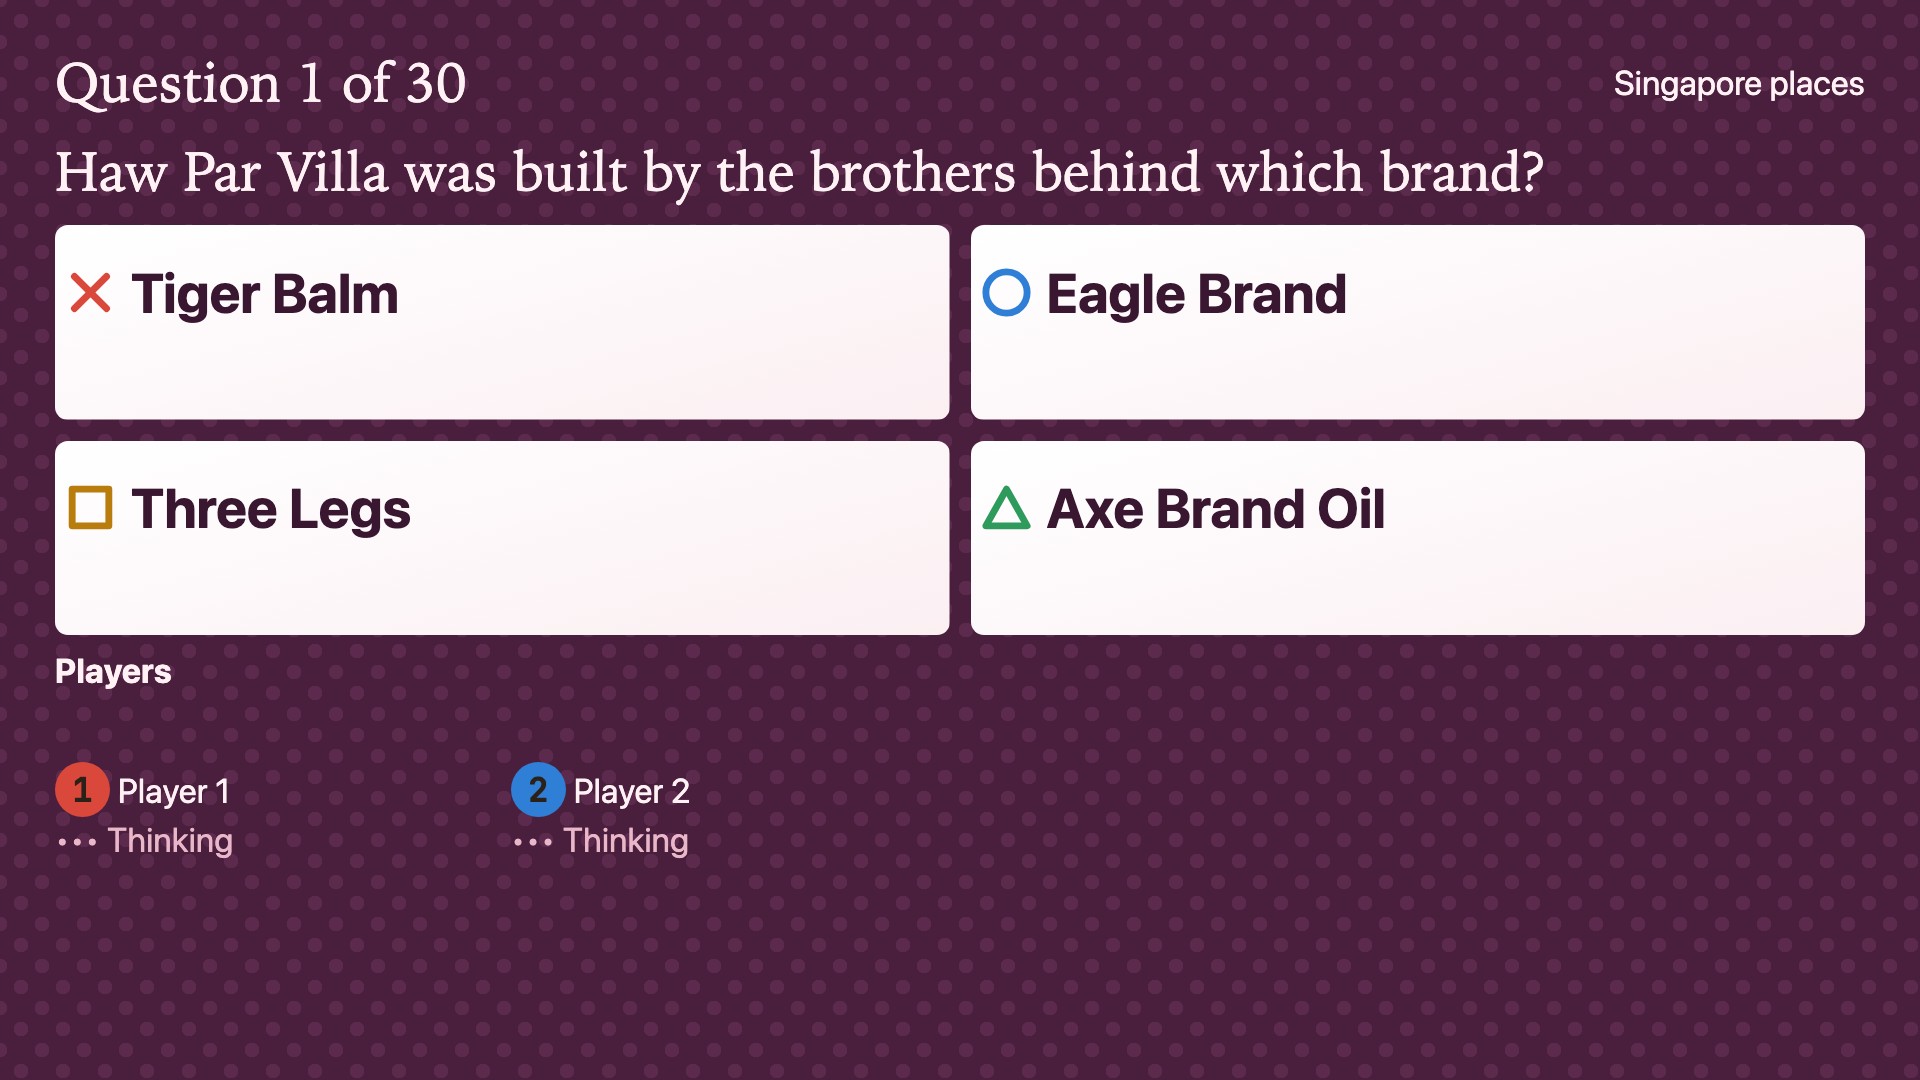 Question 1 of 30
Singapore places
Haw Par Villa was built by the brothers behind which brand?
Tiger Balm
Eagle Brand
Three Legs
Axe Brand Oil
Players
1 Player 1
2 Player 2
··· Thinking
··· Thinking